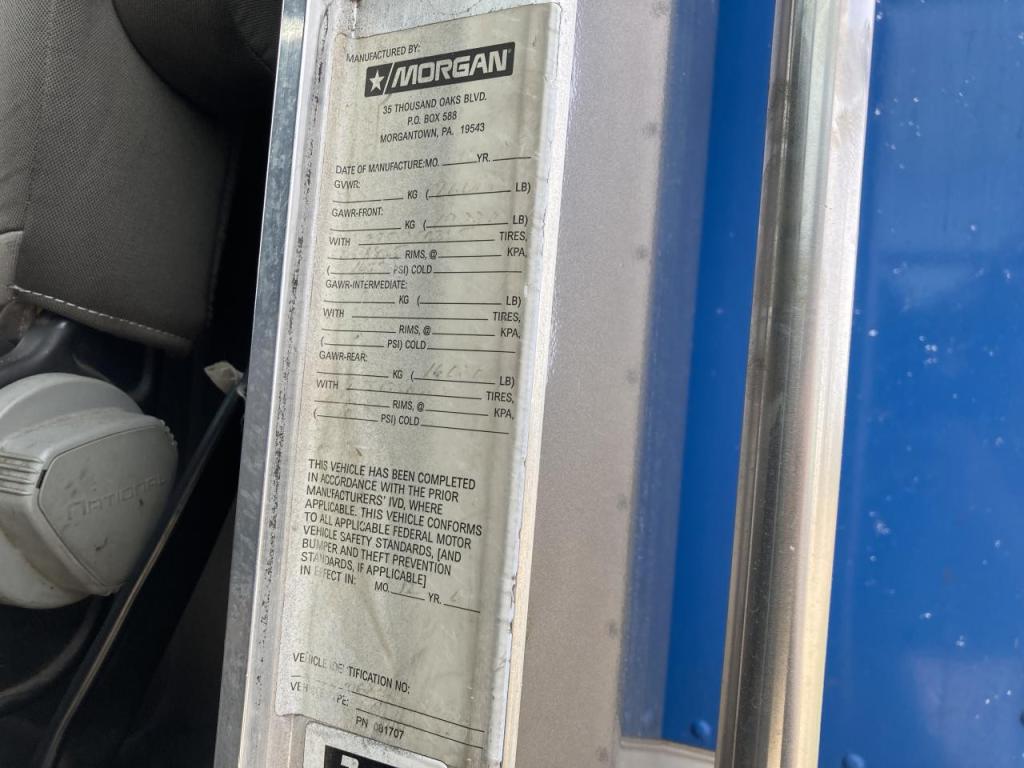 MANUFACTURED BY:
MORGAN
35 THOUSAND OAKS BLVD.
P.O. BOX 588
MORGANTOWN, PA. 19543
DATE OF MANUFACTURE: MO. YR.
GVWR:
KG ( LB)
GAWR-FRONT:
KG ( LB)
WITH TIRES,
RIMS, @ KPA,
( PSI) COLD
GAWR-INTERMEDIATE:
KG ( LB)
WITH TIRES,
RIMS, @ KPA,
( PSI) COLD
GAWR-REAR:
KG ( LB)
WITH TIRES,
RIMS, @ KPA,
( PSI) COLD
THIS VEHICLE HAS BEEN COMPLETED
IN ACCORDANCE WITH THE PRIOR
MANUFACTURERS' IVD, WHERE
APPLICABLE. THIS VEHICLE CONFORMS
TO ALL APPLICABLE FEDERAL MOTOR
VEHICLE SAFETY STANDARDS, [AND
BUMPER AND THEFT PREVENTION
STANDARDS, IF APPLICABLE]
IN EFFECT IN: MO. YR.
VEHICLE IDENTIFICATION NO:
VEHICLE TYPE:
PN 081707
NATIONAL